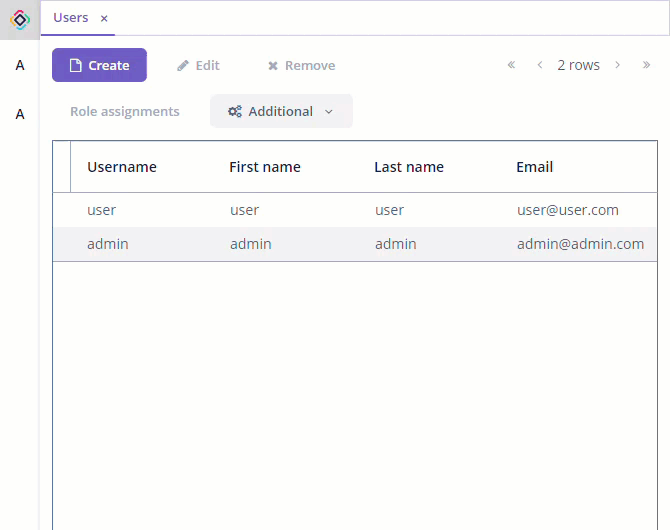 Users ×
A Create Edit Remove 2 rows
A Role assignments Additional
Username First name Last name Email
user user user user@user.com
admin admin admin admin@admin.com